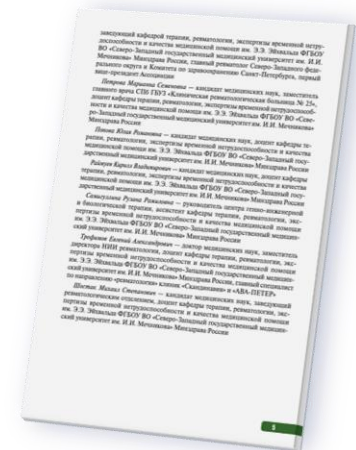 заведующий кафедрой терапии, ревматологии, экспертизы временной нетру-
доспособности и качества медицинской помощи им. Э.Э. Эйхвальда ФГБОУ
ВО «Северо-Западный государственный медицинский университет им. И.И.
Мечникова» Минздрава России, главный ревматолог Северо-Западного феде-
рального округа и Комитета по здравоохранению Санкт-Петербурга, первый
вице-президент Ассоциации
Петрова Марианна Семеновна — кандидат медицинских наук, заместитель
главного врача СПб ГБУЗ «Клиническая ревматологическая больница № 25»,
доцент кафедры терапии, ревматологии, экспертизы временной нетрудоспособ-
ности и качества медицинской помощи им. Э.Э. Эйхвальда ФГБОУ ВО «Севе-
ро-Западный государственный медицинский университет им. И.И. Мечникова»
Минздрава России
Юлия Романовна — кандидат медицинских наук, доцент кафедры те-
рапии, ревматологии, экспертизы временной нетрудоспособности и качества
медицинской помощи им. Э.Э. Эйхвальда ФГБОУ ВО «Северо-Западный госу-
дарственный медицинский университет им. И.И. Мечникова» Минздрава России
Кирилл Владимирович — кандидат медицинских наук, доцент кафедры
терапии, ревматологии, экспертизы временной нетрудоспособности и качества
медицинской помощи им. Э.Э. Эйхвальда ФГБОУ ВО «Северо-Западный госу-
дарственный медицинский университет им. И.И. Мечникова» Минздрава России
Рузана Рамиловна — руководитель центра генно-инженерной
и биологической терапии, ассистент кафедры терапии, ревматологии, экс-
пертизы временной нетрудоспособности и качества медицинской помощи
им. Э.Э. Эйхвальда ФГБОУ ВО «Северо-Западный государственный медицин-
ский университет им. И.И. Мечникова» Минздрава России
Трофимов Евгений Александрович — доктор медицинских наук, заместитель
директора НИИ ревматологии, доцент кафедры терапии, ревматологии, экс-
пертизы временной нетрудоспособности и качества медицинской помощи
им. Э.Э. Эйхвальда ФГБОУ ВО «Северо-Западный государственный медицин-
ский университет им. И.И. Мечникова» Минздрава России, главный специалист
по направлению «ревматология» клиник «Скандинавия» и «АВА-ПЕТЕР»
Шостак Михаил Степанович — кандидат медицинских наук, заведующий
ревматологическим отделением, доцент кафедры терапии, ревматологии, экс-
пертизы временной нетрудоспособности и качества медицинской помощи
им. Э.Э. Эйхвальда ФГБОУ ВО «Северо-Западный государственный медицин-
ский университет им. И.И. Мечникова» Минздрава России
5